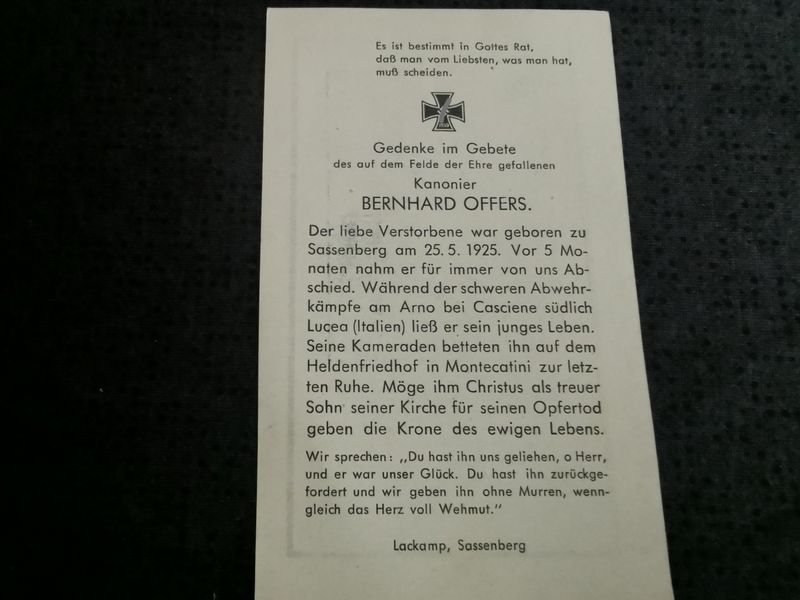 Es ist bestimmt in Gottes Rat,
daß man vom Liebsten, was man hat,
muß scheiden.
Gedenke im Gebete
des auf dem Felde der Ehre gefallenen
Kanonier
BERNHARD OFFERS.
Der liebe Verstorbene war geboren zu
Sassenberg am 25. 5. 1925. Vor 5 Mo-
naten nahm er für immer von uns Ab-
schied. Während der schweren Abwehr-
kämpfe am Arno bei Casciene südlich
Lucea (Italien) ließ er sein junges Leben.
Seine Kameraden betteten ihn auf dem
Heldenfriedhof in Montecatini zur letz-
ten Ruhe. Möge ihm Christus als treuer
Sohn seiner Kirche für seinen Opfertod
geben die Krone des ewigen Lebens.
Wir sprechen: „Du hast ihn uns geliehen, o Herr,
und er war unser Glück. Du hast ihn zurückge-
fordert und wir geben ihn ohne Murren, wenn-
gleich das Herz voll Wehmut."
Lackamp, Sassenberg